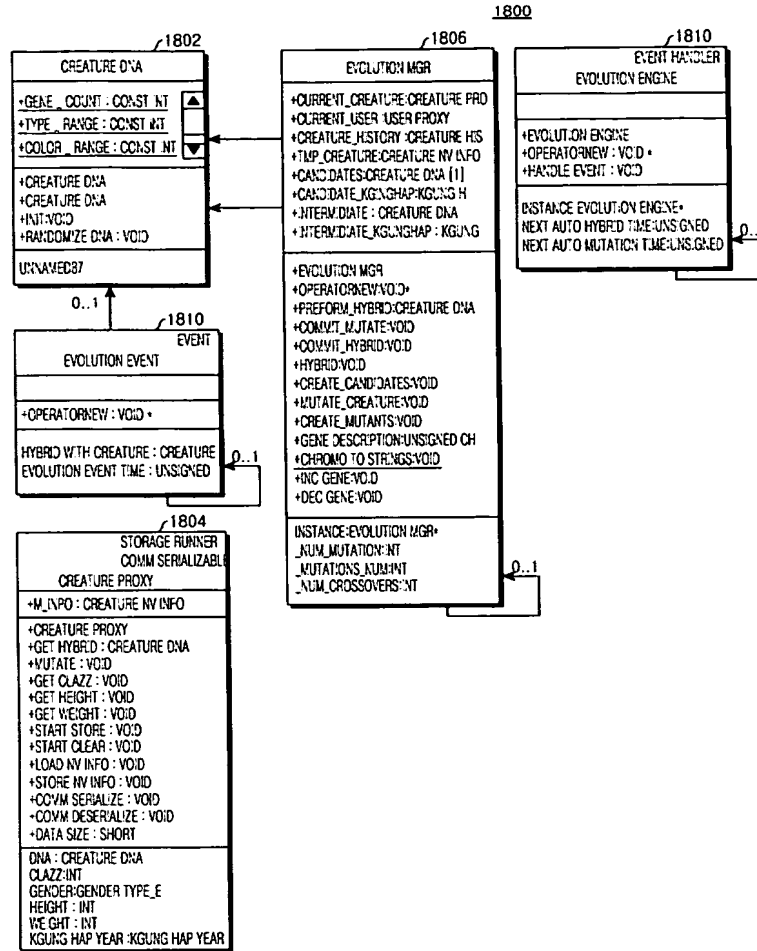 1800
1802
CREATURE DNA
+GENE_COUNT : CONST INT
+TYPE_RANGE : CONST INT
+COLOR_RANGE : CONST INT
+CREATURE DNA
+CREATURE DNA
+INIT:VOID
+RANDOMIZE DNA : VOID
UNNAMED87
0..1
1810
EVENT
EVOLUTION EVENT
+OPERATORNEW : VOID *
HYBRID WITH CREATURE : CREATURE
EVOLUTION EVENT TIME : UNSIGNED
0..1
1804
STORAGE RUNNER
COMM SERIALIZABLE
CREATURE PROXY
+M_INFO : CREATURE NV INFO
+CREATURE PROXY
+GET HYBRID : CREATURE DNA
+MUTATE : VOID
+GET CLAZZ : VOID
+GET HEIGHT : VOID
+GET WEIGHT : VOID
+START STORE : VOID
+START CLEAR : VOID
+LOAD NV INFO : VOID
+STORE NV INFO : VOID
+COMM SERIALIZE : VOID
+COMM DESERIALIZE : VOID
+DATA SIZE : SHORT
DNA : CREATURE DNA
CLAZZ:INT
GENDER:GENDER TYPE_E
HEIGHT : INT
WEIGHT : INT
KGUNG HAP YEAR :KGUNG HAP YEAR
1806
EVOLUTION MGR
+CURRENT_CREATURE:CREATURE PRO
+CURRENT_USER :USER PROXY
+CREATURE_HISTORY :CREATURE HIS
+TMP_CREATURE:CREATURE NV INFO
+CANDIDATES:CREATURE DNA [1]
+CANDIDATE_KGUNGHAP:KGUNG H
+INTERMIDIATE : CREATURE DNA
+INTERMIDIATE_KGUNGHAP : KGUNG
+EVOLUTION MGR
+OPERATORNEW:VOID*
+PREFORM_HYBRID:CREATURE DNA
+COMMIT_MUTATE:VOID
+COMMIT_HYBRID:VOID
+HYBRID:VOID
+CREATE_CANDIDATES:VOID
+MUTATE_CREATURE:VOID
+CREATE_MUTANTS:VOID
+GENE DESCRIPTION:UNSIGNED CH
+CHROMO TO STRINGS:VOID
+INC GENE:VOID
+DEC GENE:VOID
INSTANCE:EVOLUTION MGR*
_NUM_MUTATION:INT
_MUTATIONS_NUM:INT
_NUM_CROSSOVERS:INT
0..1
1810
EVENT HANDLER
EVOLUTION ENGINE
+EVOLUTION ENGINE
+OPERATORNEW : VOID *
+HANDLE EVENT : VOID
INSTANCE EVOLUTION ENGINE*
NEXT AUTO HYBRID TIME:UNSIGNED
NEXT AUTO MUTATION TIME:UNSIGNED
0..